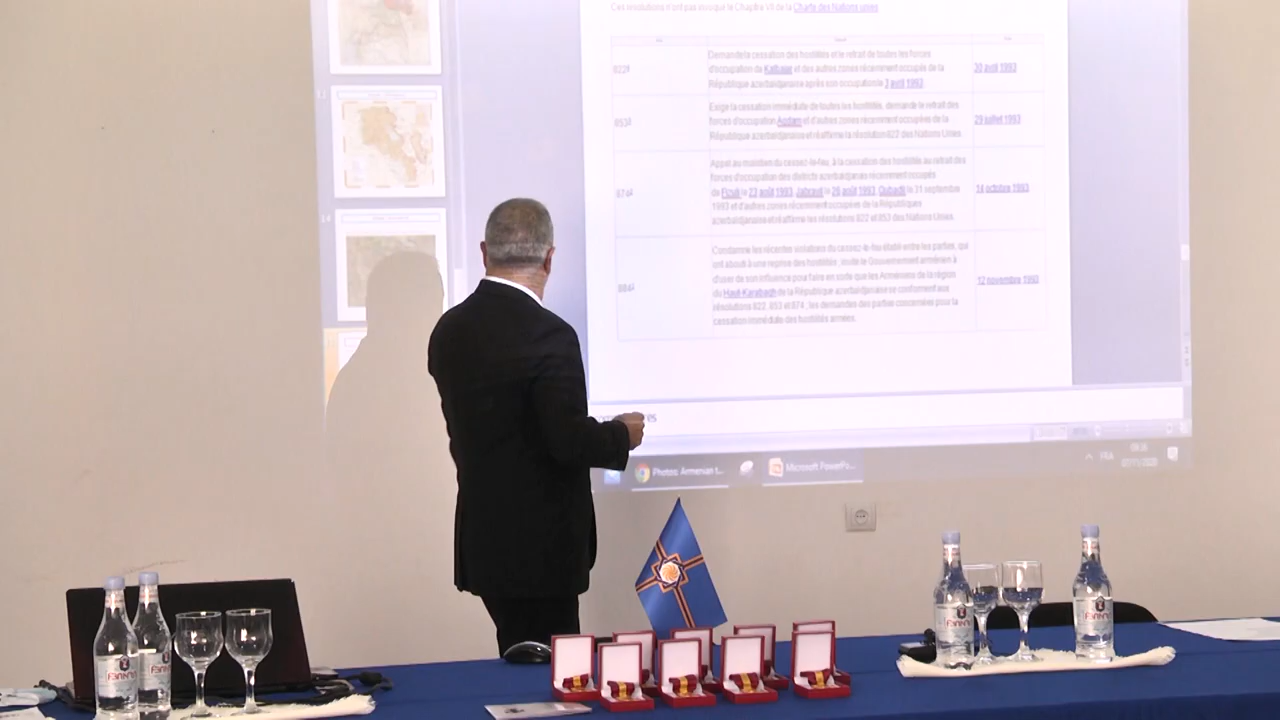 Ces résolutions n'ont pas évoqué le Chapitre VII de la Charte des Nations unies
822
Demande la cessation des hostilités et le retrait de toutes les forces
d'occupation de Kalbajar et des autres zones récemment occupés de la
République azerbaïdjanaise après son occupation le 3 avril 1993.
30 avril 1993
853
Exige la cessation immédiate de toutes les hostilités, demande le retrait des
forces d'occupation Agdam et d'autres zones récemment occupées de la
République azerbaïdjanaise et réaffirme la résolution 822 des Nations Unies.
29 juillet 1993
874
Appel au maintien du cessez-le-feu, à la cessation des hostilités au retrait des
forces d'occupation des districts azerbaïdjanais récemment occupés
de Fizuli le 23 août 1993, Jabrayil le 26 août 1993, Qubadli le 31 septembre
1993 et d'autres zones récemment occupées de la Républiques
azerbaïdjanaise et réaffirme les résolutions 822 et 853 des Nations Unies.
14 octobre 1993
884
Condamne les récentes violations du cessez-le-feu établi entre les parties, qui
ont abouti à une reprise des hostilités ; invite le Gouvernement arménien à
d'user de son influence pour faire en sorte que les Arméniens de la région
du Haut-Karabagh de la République azerbaïdjanaise se conforment aux
résolutions 822, 853 et 874 ; les demandes des parties concernées pour la
cessation immédiate des hostilités armées.
12 novembre 1993
Photos: Armenian t...
Microsoft PowerPo...
FRA